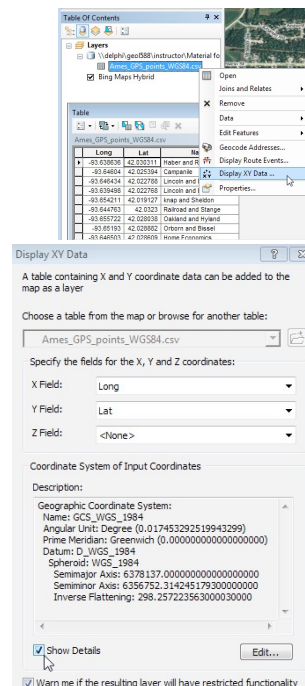 Table Of Contents
Layers
\\delphi\geol588\instructor\Material fo
Ames_GPS_points_WGS84.csv
Bing Maps Hybrid
Open
Joins and Relates
Remove
Data
Edit Features
Geocode Addresses...
Display Route Events...
Display XY Data ...
Properties...
Table
Ames_GPS_points_WGS84.csv
Long Lat Na
-93.638636 42.030311 Haber and R
-93.64604 42.025394 Campanile
-93.646434 42.022786 Lincoln and
-93.639498 42.022768 Lincoln and
-93.654211 42.019127 knap and Sheldon
-93.644763 42.0323 Railroad and Stange
-93.655722 42.028038 Oakland and Hyland
-93.65193 42.028882 Orborn and Bissel
-93.646503 42.028609 Home Economics
Display XY Data
A table containing X and Y coordinate data can be added to the
map as a layer
Choose a table from the map or browse for another table:
Ames_GPS_points_WGS84.csv
Specify the fields for the X, Y and Z coordinates:
X Field: Long
Y Field: Lat
Z Field: <None>
Coordinate System of Input Coordinates
Description:
Geographic Coordinate System:
Name: GCS_WGS_1984
Angular Unit: Degree (0.017453292519943299)
Prime Meridian: Greenwich (0.000000000000000000)
Datum: D_WGS_1984
Spheroid: WGS_1984
Semimajor Axis: 6378137.000000000000000000
Semiminor Axis: 6356752.314245179300000000
Inverse Flattening: 298.257223563000030000
Show Details
Edit...
Warn me if the resulting layer will have restricted functionality